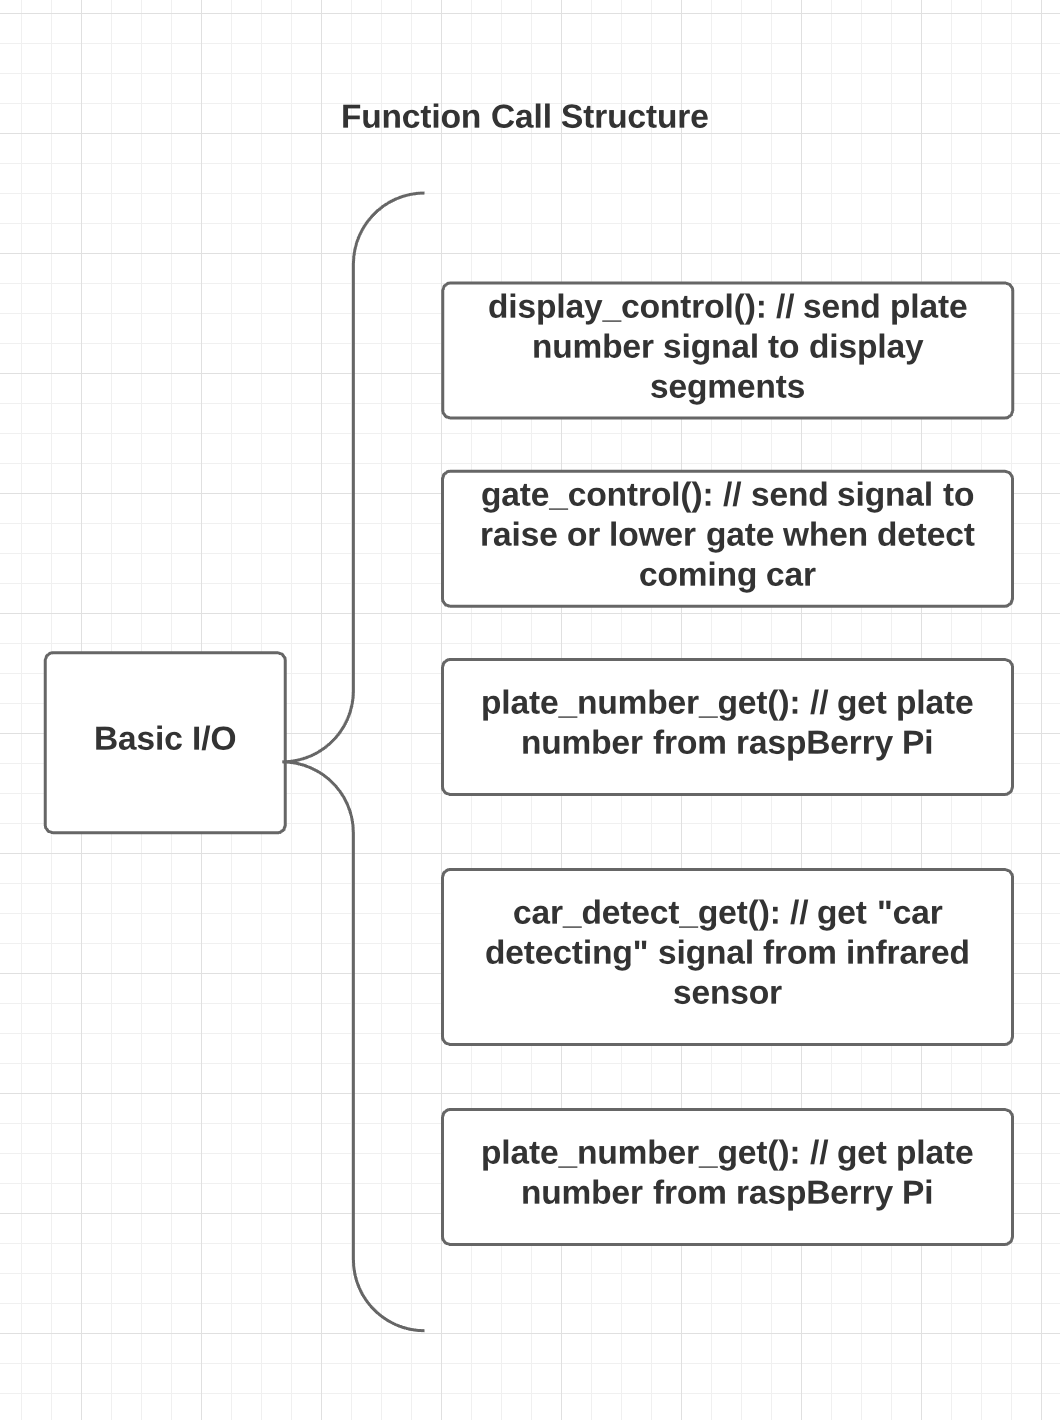 Function Call Structure
display_control(): // send plate
number signal to display
segments
gate_control(): // send signal to
raise or lower gate when detect
coming car
Basic I/O
plate_number_get(): // get plate
number from raspBerry Pi
car_detect_get(): // get "car
detecting" signal from infrared
sensor
plate_number_get(): // get plate
number from raspBerry Pi